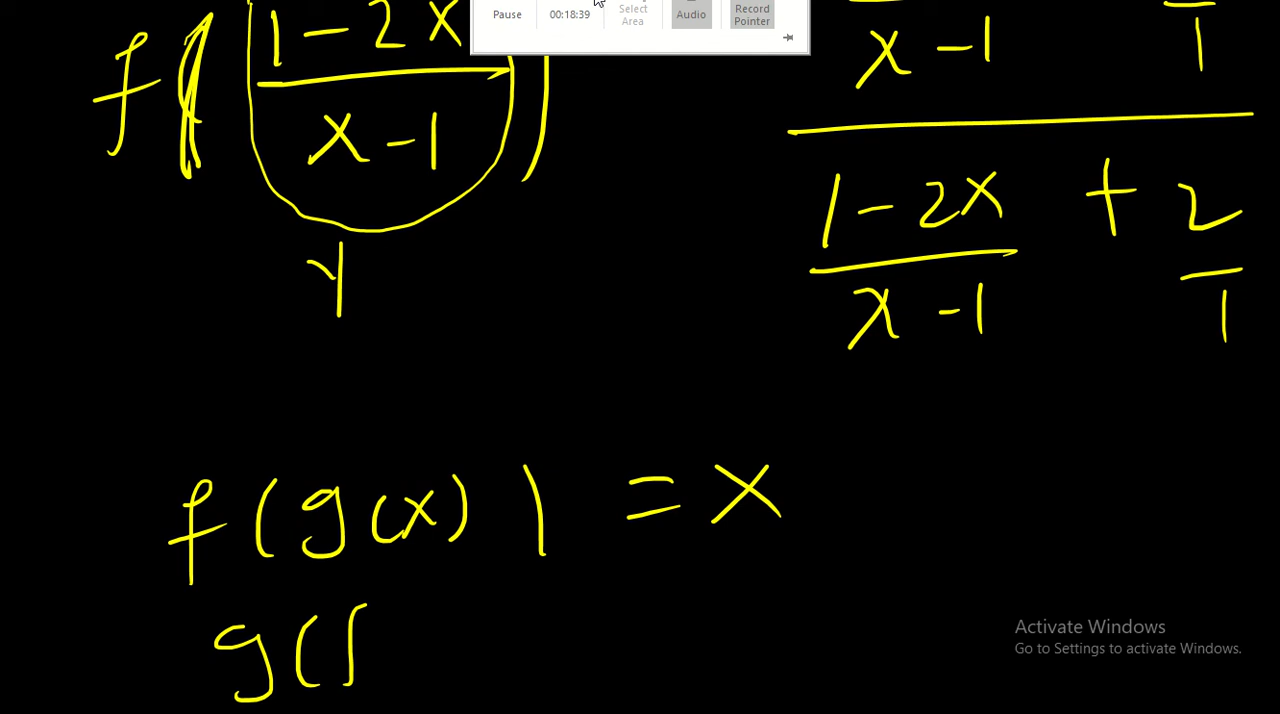 Pause 00:18:39 Select Area Audio Record Pointer
f((1 - 2x)/(x - 1))
y
x - 1 1
(1 - 2x)/(x - 1) + 2/1
f(g(x)) = x
g(f
Activate Windows
Go to Settings to activate Windows.